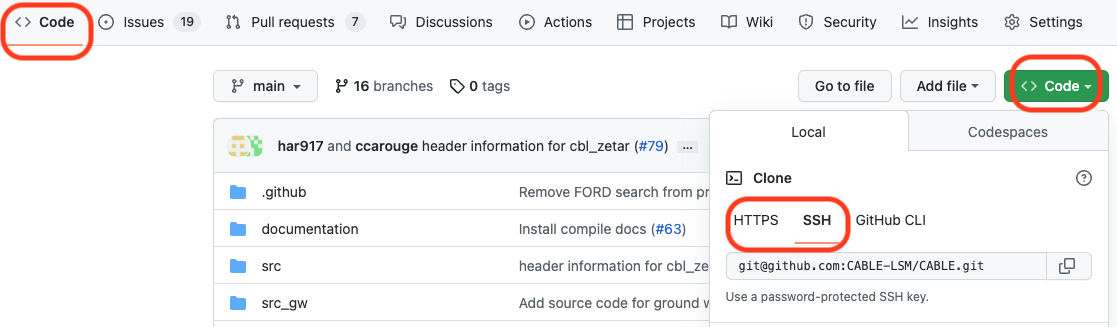 <> Code Issues 19 Pull requests 7 Discussions Actions Projects Wiki Security Insights Settings
main 16 branches 0 tags Go to file Add file <> Code
Local Codespaces
har917 and ccarouge header information for cbl_zetar (#79) ...
Clone
.github Remove FORD search from
HTTPS SSH GitHub CLI
documentation Install compile docs (#63)
src header information for
git@github.com:CABLE-LSM/CABLE.git
Use a password-protected SSH key.
src_gw Add source code for ground